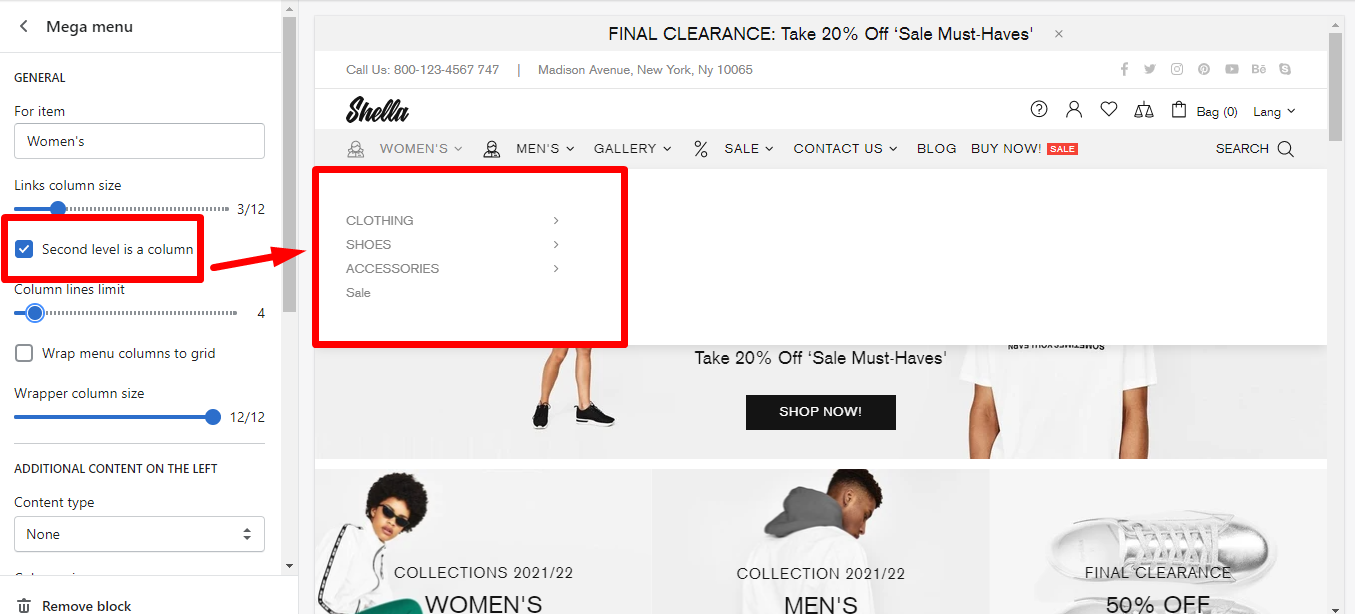 Mega menu
GENERAL
For item
Women's
Links column size
3/12
Second level is a column
Column lines limit
4
Wrap menu columns to grid
Wrapper column size
12/12
ADDITIONAL CONTENT ON THE LEFT
Content type
None
Remove block
FINAL CLEARANCE: Take 20% Off ‘Sale Must-Haves' ×
Call Us: 800-123-4567 747 | Madison Avenue, New York, Ny 10065
Bē
Shella
Bag (0) Lang
WOMEN'S MEN'S GALLERY % SALE CONTACT US BLOG BUY NOW! SALE SEARCH
CLOTHING
SHOES
ACCESSORIES
Sale
Take 20% Off ‘Sale Must-Haves'
SHOP NOW!
COLLECTIONS 2021/22
WOMEN'S
COLLECTION 2021/22
MEN'S
FINAL CLEARANCE
50% OFF